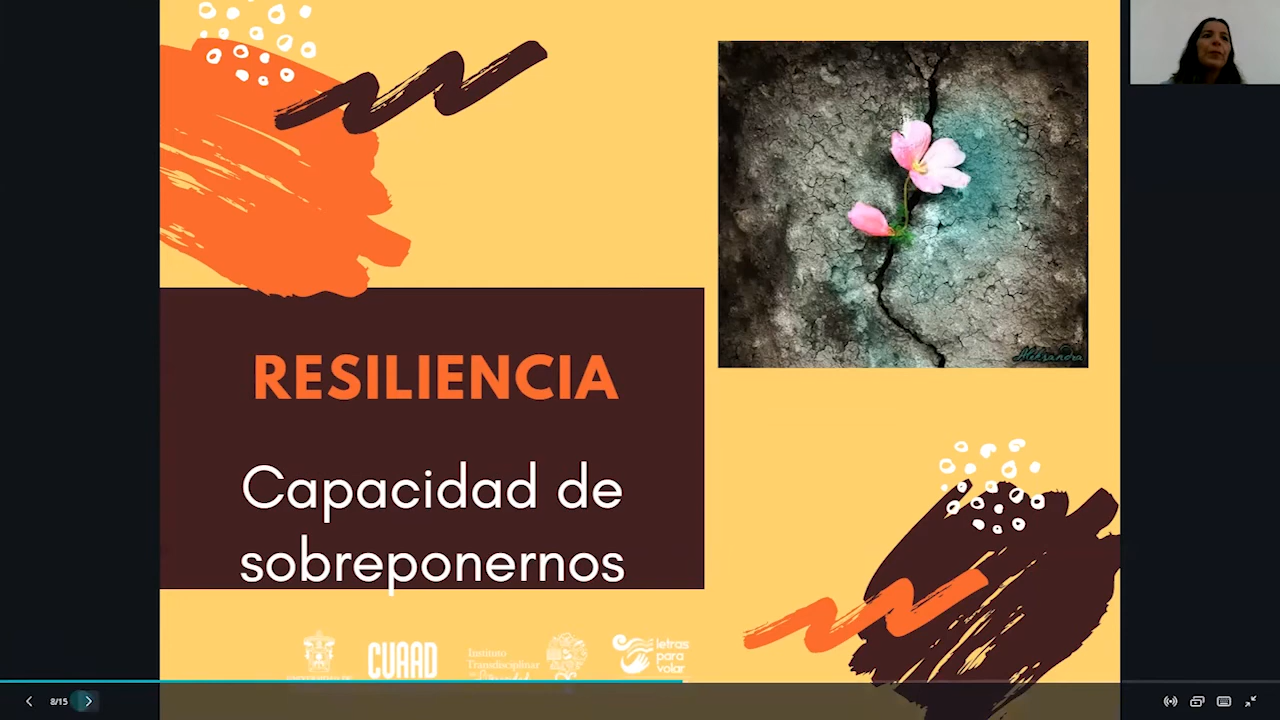 Aleksandra
RESILIENCIA
Capacidad de
sobreponernos
CUAAD
Instituto
Transdisciplinar
letras
para
volar
8/15